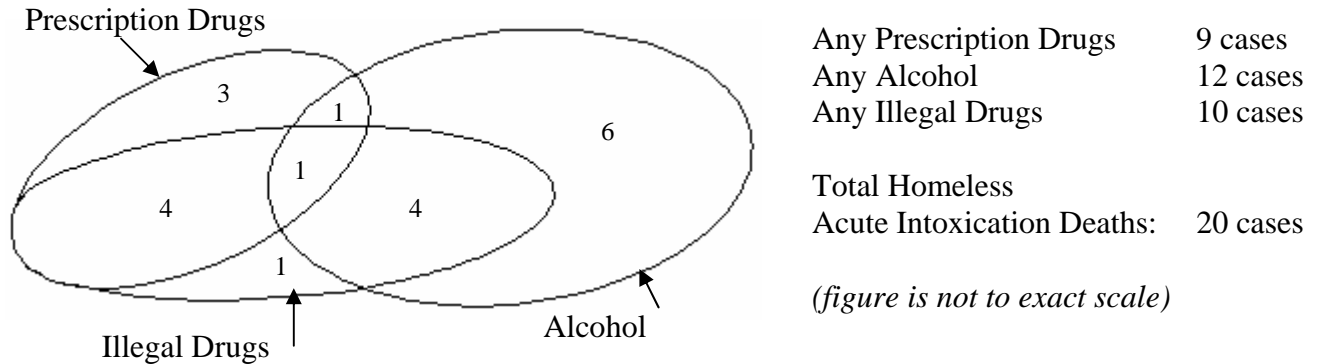 Prescription Drugs
3
1
6
1
4
4
1
Illegal Drugs
Alcohol
Any Prescription Drugs 9 cases
Any Alcohol 12 cases
Any Illegal Drugs 10 cases
Total Homeless
Acute Intoxication Deaths: 20 cases
(figure is not to exact scale)